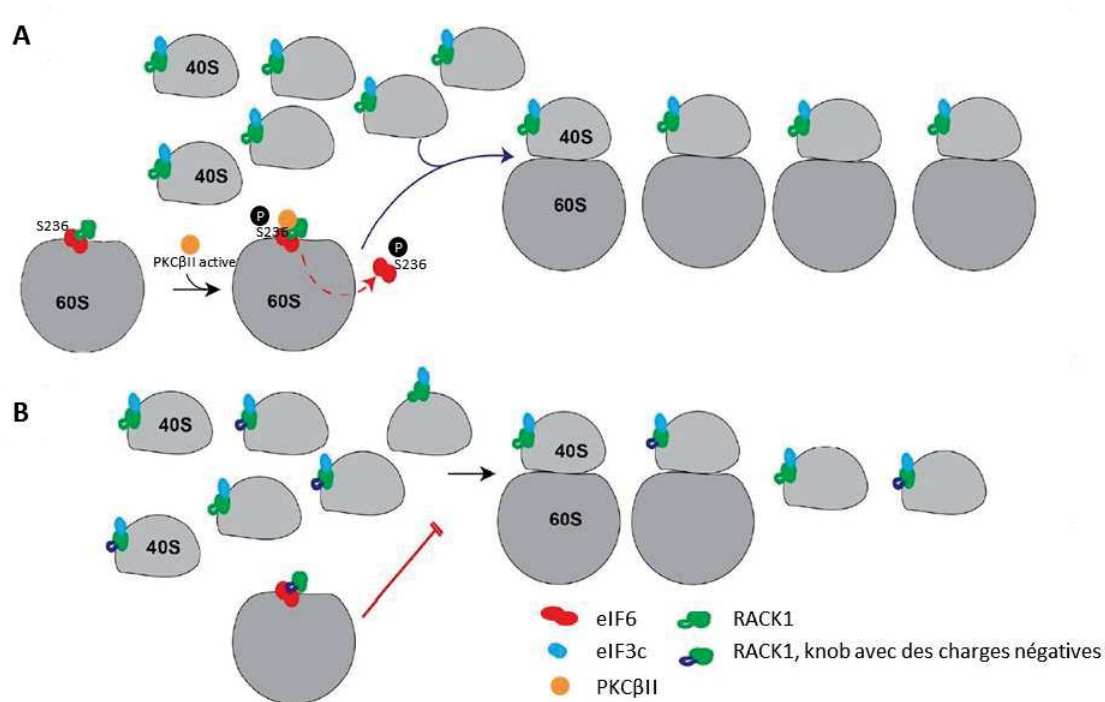 A
40S
40S
40S
60S
S236
PKCβII active
60S
P
S236
60S
P
S236
B
40S
40S
40S
60S
eIF6
eIF3c
PKCβII
RACK1
RACK1, knob avec des charges négatives